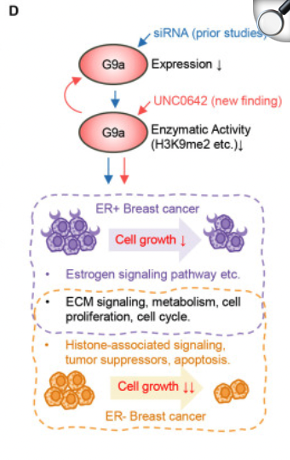 D
siRNA (prior studies)
G9a
Expression ↓
UNC0642 (new finding)
G9a
Enzymatic Activity
(H3K9me2 etc.)↓
ER+ Breast cancer
Cell growth ↓
• Estrogen signaling pathway etc.
• ECM signaling, metabolism, cell
proliferation, cell cycle.
• Histone-associated signaling,
tumor suppressors, apoptosis.
Cell growth ↓↓
ER- Breast cancer